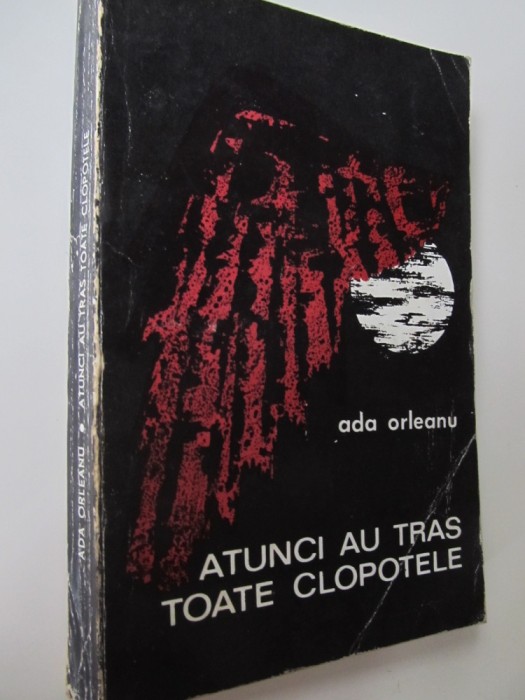 ada orleanu
ATUNCI AU TRAS
TOATE CLOPOTELE
ADA ORLEANU • ATUNCI AU TRAS TOATE CLOPOTELE